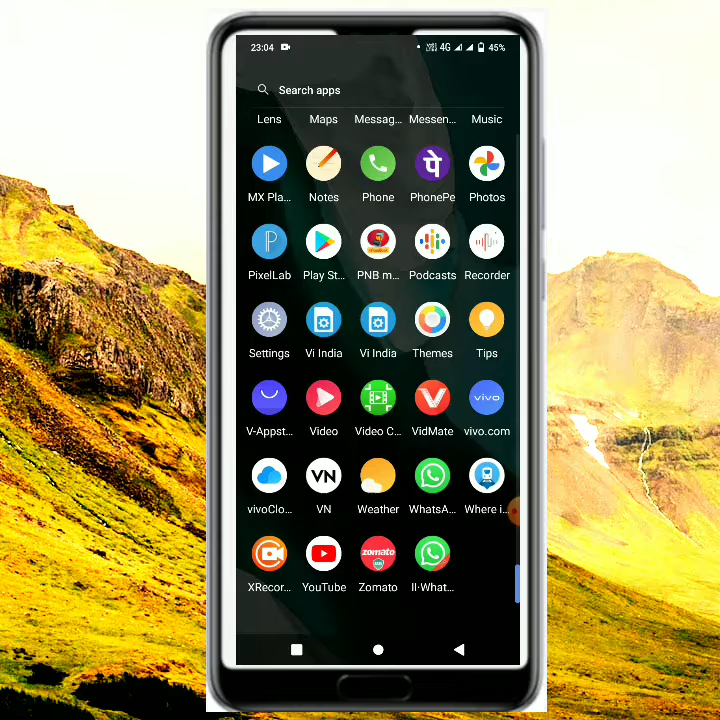 23:04 4G 45%
Search apps
Lens Maps Messag... Messen... Music
पे
MX Pla... Notes Phone PhonePe Photos
PixelLab Play St... PNB m... Podcasts Recorder
Settings Vi India Vi India Themes Tips
vivo
V-Appst... Video Video C... VidMate vivo.com
VN
vivoClo... VN Weather WhatsA... Where i...
zomato
XRecor... YouTube Zomato II·What...